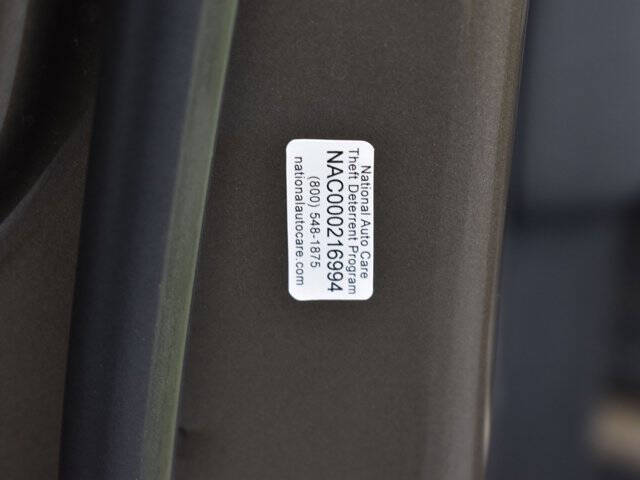 National Auto Care
Theft Deterrent Program
NAC000216994
(800) 548-1875
nationalautocare.com